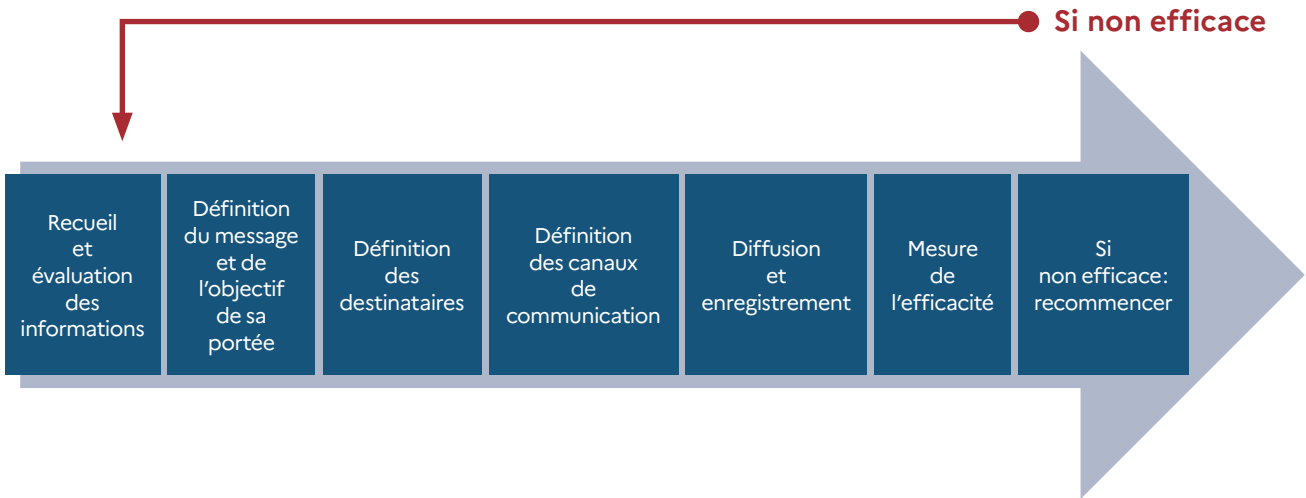 Si non efficace
Recueil
et
évaluation
des
informations
Définition
du message
et de
l'objectif
de sa
portée
Définition
des
destinataires
Définition
des canaux
de
communication
Diffusion
et
enregistrement
Mesure
de
l'efficacité
Si
non efficace:
recommencer